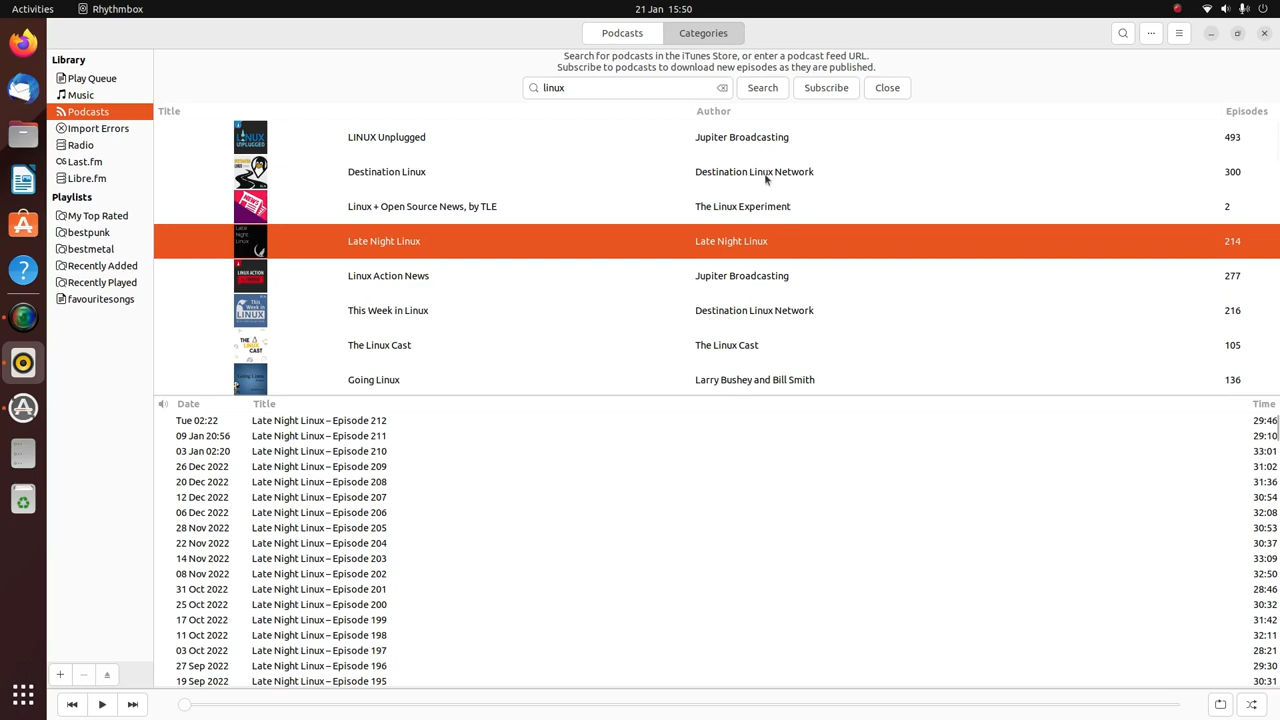 Activities Rhythmbox 21 Jan 15:50
Podcasts Categories
Library
Play Queue
Music
Podcasts
Import Errors
Radio
Last.fm
Libre.fm
Playlists
My Top Rated
bestpunk
bestmetal
Recently Added
Recently Played
favouritesongs
Search for podcasts in the iTunes Store, or enter a podcast feed URL.
Subscribe to podcasts to download new episodes as they are published.
linux Search Subscribe Close
Title Author Episodes
LINUX Unplugged Jupiter Broadcasting 493
Destination Linux Destination Linux Network 300
Linux + Open Source News, by TLE The Linux Experiment 2
Late Night Linux Late Night Linux 214
Linux Action News Jupiter Broadcasting 277
This Week in Linux Destination Linux Network 216
The Linux Cast The Linux Cast 105
Going Linux Larry Bushey and Bill Smith 136
Date Title Time
Tue 02:22 Late Night Linux – Episode 212 29:46
09 Jan 20:56 Late Night Linux – Episode 211 29:10
03 Jan 02:20 Late Night Linux – Episode 210 33:01
26 Dec 2022 Late Night Linux – Episode 209 31:02
20 Dec 2022 Late Night Linux – Episode 208 31:36
12 Dec 2022 Late Night Linux – Episode 207 30:54
06 Dec 2022 Late Night Linux – Episode 206 32:08
28 Nov 2022 Late Night Linux – Episode 205 30:53
22 Nov 2022 Late Night Linux – Episode 204 30:37
14 Nov 2022 Late Night Linux – Episode 203 33:09
08 Nov 2022 Late Night Linux – Episode 202 32:50
31 Oct 2022 Late Night Linux – Episode 201 28:46
25 Oct 2022 Late Night Linux – Episode 200 30:32
17 Oct 2022 Late Night Linux – Episode 199 31:42
11 Oct 2022 Late Night Linux – Episode 198 32:11
03 Oct 2022 Late Night Linux – Episode 197 28:21
27 Sep 2022 Late Night Linux – Episode 196 29:30
19 Sep 2022 Late Night Linux – Episode 195 30:31